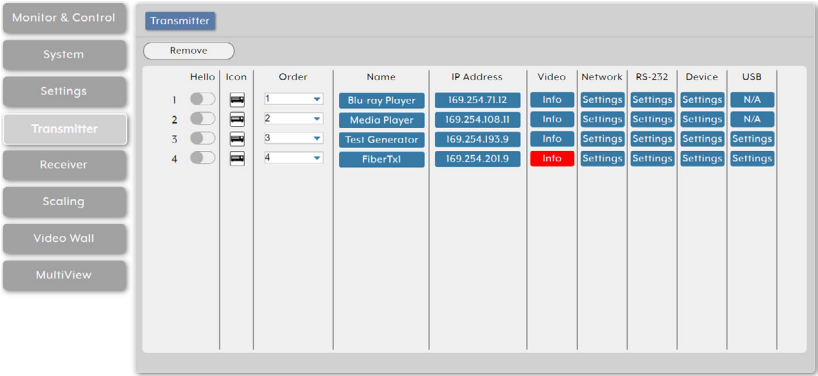 Monitor & Control
System
Settings
Transmitter
Receiver
Scaling
Video Wall
MultiView
Transmitter
Remove
Hello Icon Order Name IP Address Video Network RS-232 Device USB
1 1 Blu-ray Player 169.254.71.12 Info Settings Settings Settings N/A
2 2 Media Player 169.254.108.11 Info Settings Settings Settings N/A
3 3 Test Generator 169.254.193.9 Info Settings Settings Settings Settings
4 4 FiberTx1 169.254.201.9 Info Settings Settings Settings Settings